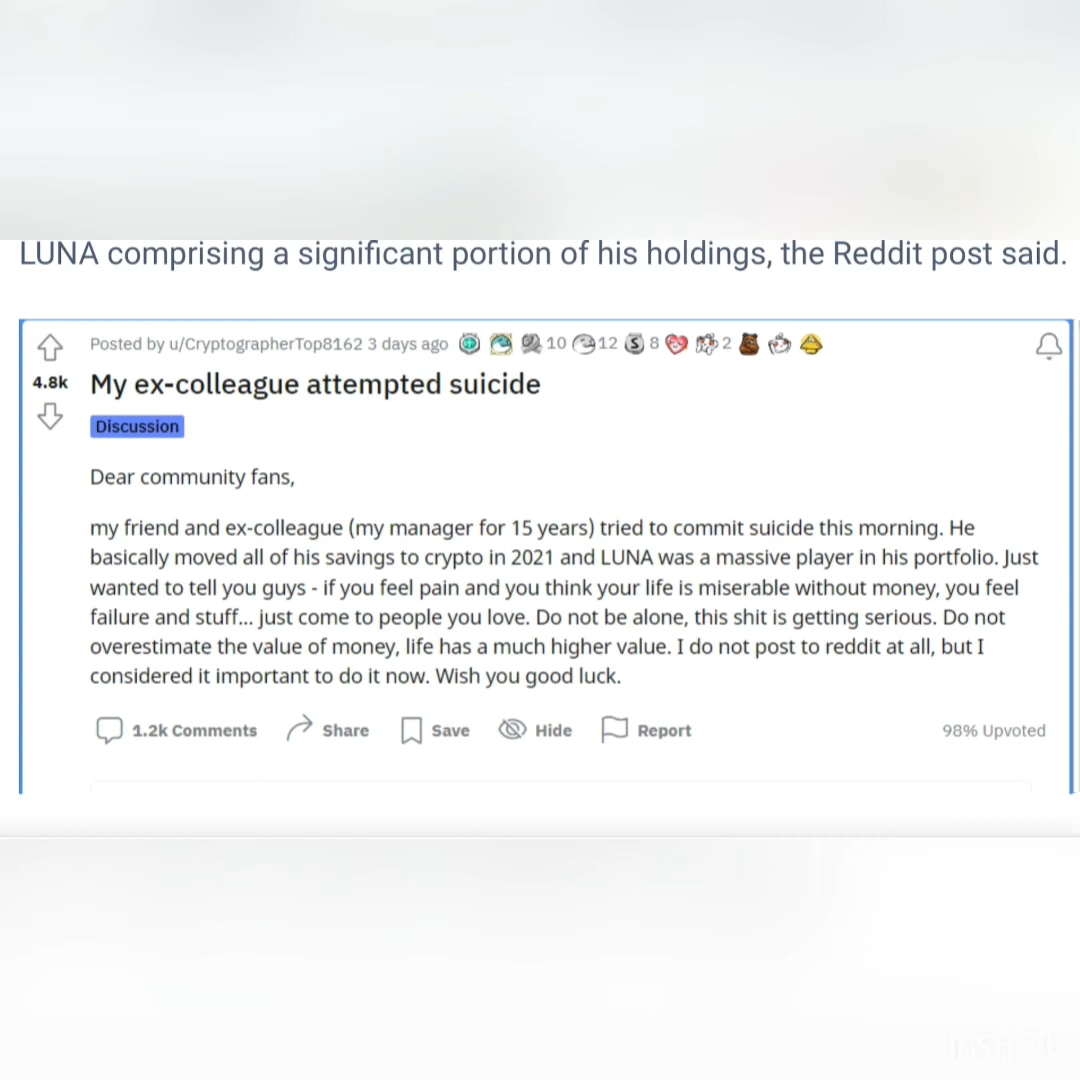 LUNA comprising a significant portion of his holdings, the Reddit post said.
Posted by u/CryptographerTop8162 3 days ago 10 12 8 2
4.8k
My ex-colleague attempted suicide
Discussion
Dear community fans,
my friend and ex-colleague (my manager for 15 years) tried to commit suicide this morning. He
basically moved all of his savings to crypto in 2021 and LUNA was a massive player in his portfolio. Just
wanted to tell you guys - if you feel pain and you think your life is miserable without money, you feel
failure and stuff... just come to people you love. Do not be alone, this shit is getting serious. Do not
overestimate the value of money, life has a much higher value. I do not post to reddit at all, but I
considered it important to do it now. Wish you good luck.
1.2k Comments Share Save Hide Report 98% Upvoted